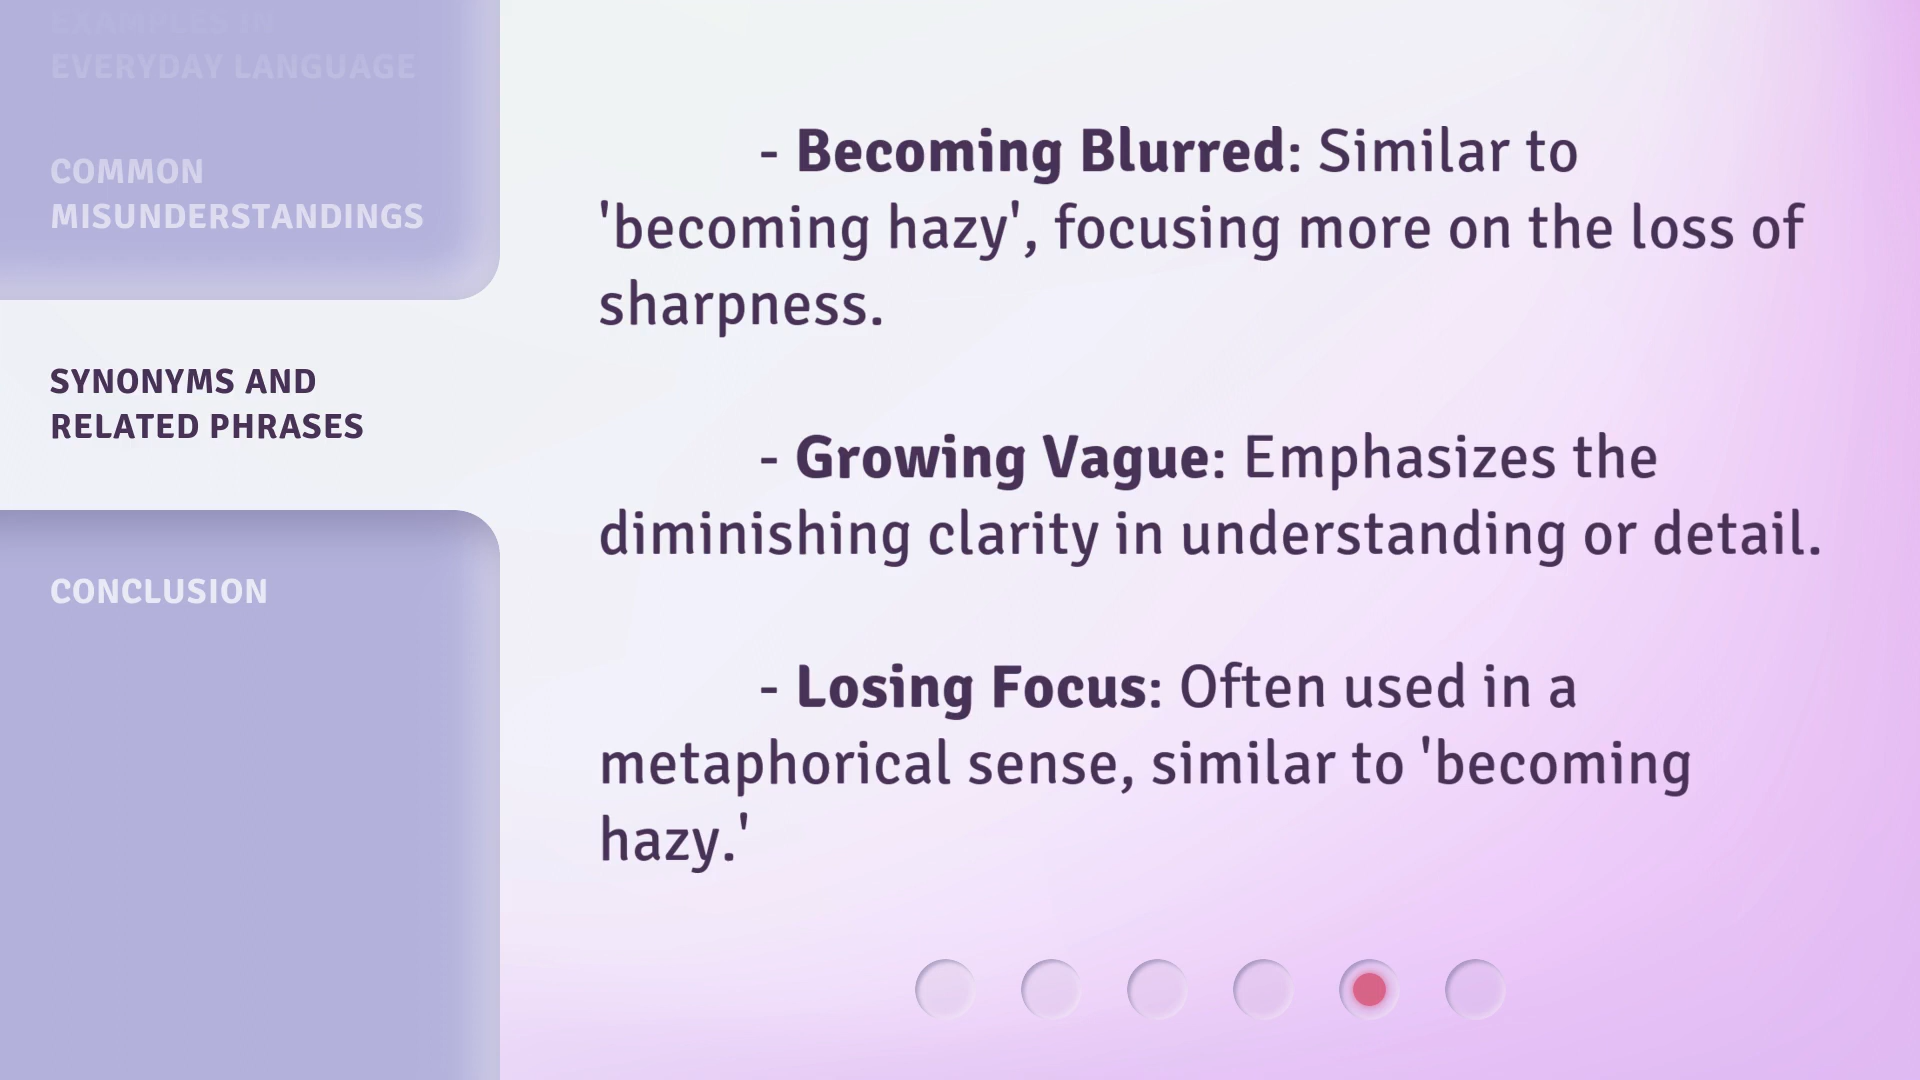 EXAMPLES IN
EVERYDAY LANGUAGE
COMMON
MISUNDERSTANDINGS
SYNONYMS AND
RELATED PHRASES
CONCLUSION
- Becoming Blurred: Similar to
'becoming hazy', focusing more on the loss of
sharpness.
- Growing Vague: Emphasizes the
diminishing clarity in understanding or detail.
- Losing Focus: Often used in a
metaphorical sense, similar to 'becoming
hazy.'